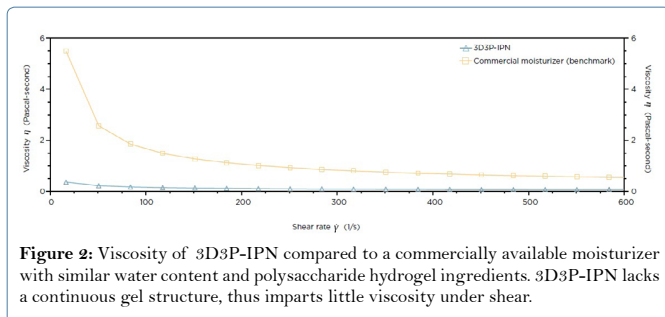 6
6
3D3P-IPN
Commercial moisturizer (benchmark)
4
4
2
2
0
0
Viscosity η (Pascal-second)
Viscosity η (Pascal-second)
0 100 200 300 400 500 600
Shear rate γ̇ (1/s)
Figure 2: Viscosity of 3D3P-IPN compared to a commercially available moisturizer
with similar water content and polysaccharide hydrogel ingredients. 3D3P-IPN lacks
a continuous gel structure, thus imparts little viscosity under shear.